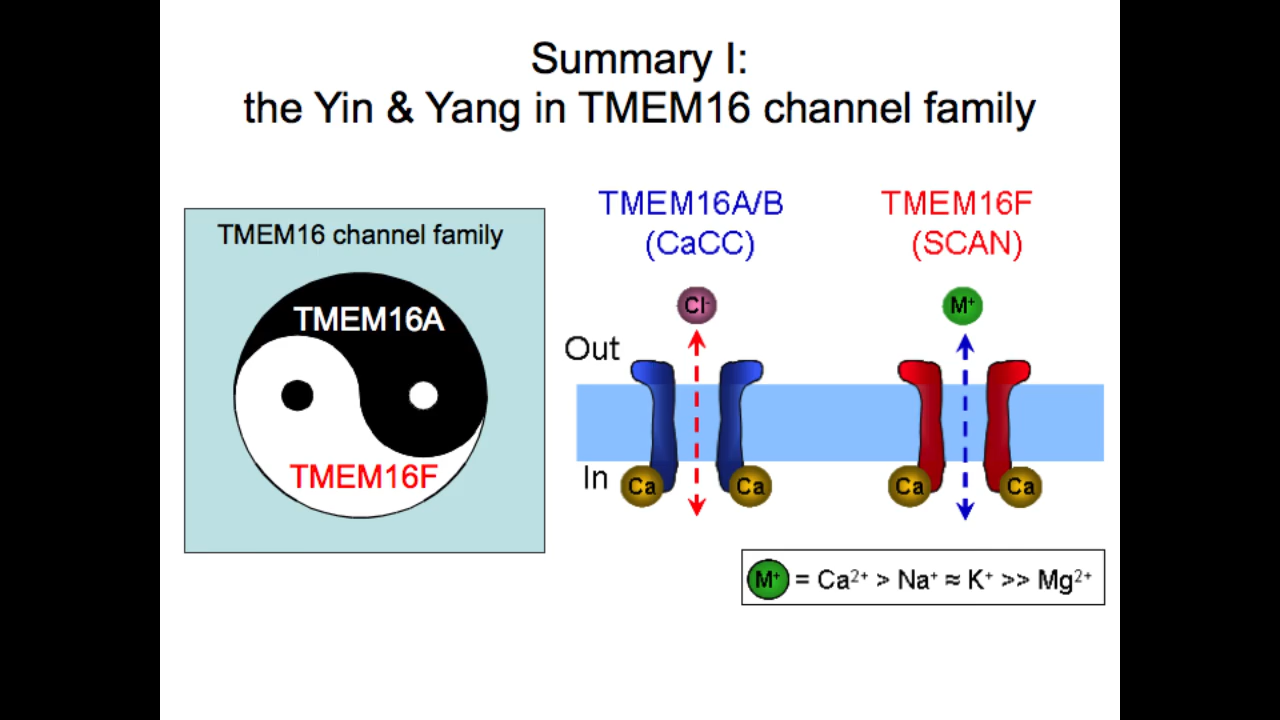 Summary I:
the Yin & Yang in TMEM16 channel family
TMEM16 channel family
TMEM16A
TMEM16F
TMEM16A/B
(CaCC)
TMEM16F
(SCAN)
Cl⁻
M⁺
Out
In
Ca
Ca
Ca
Ca
M⁺ = Ca²⁺ > Na⁺ ≈ K⁺ >> Mg²⁺